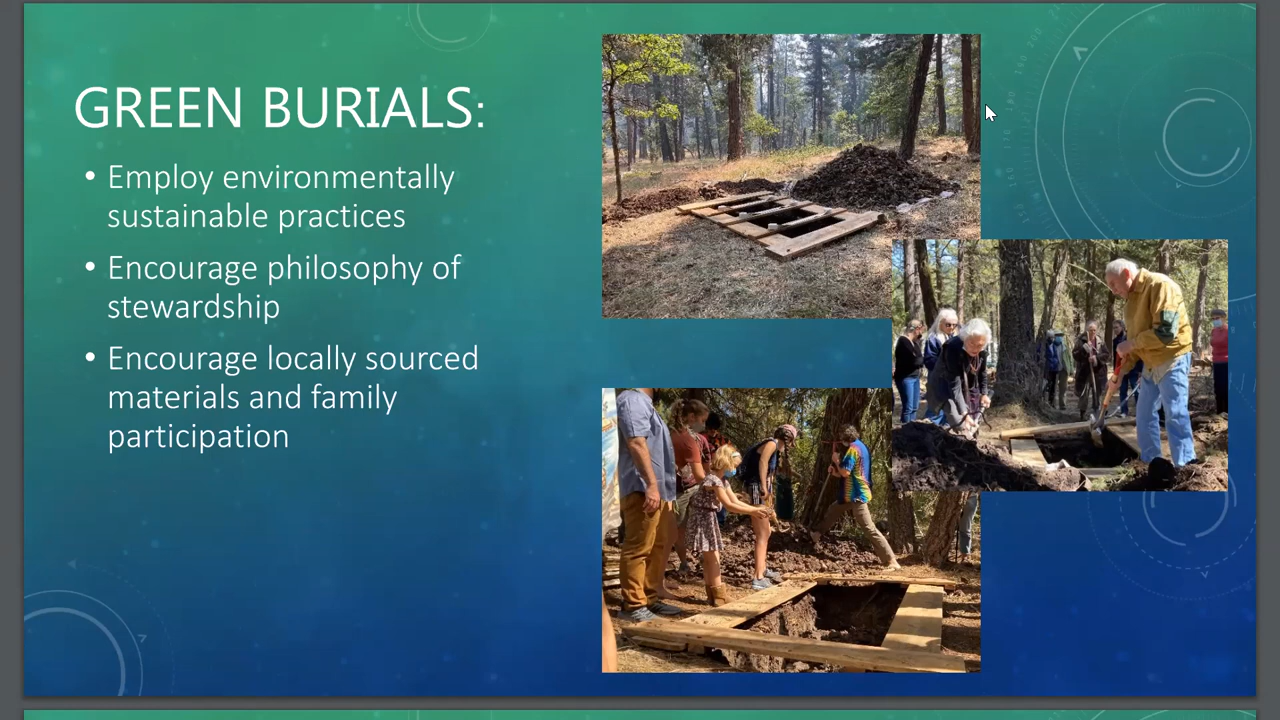 GREEN BURIALS:
• Employ environmentally
sustainable practices
• Encourage philosophy of
stewardship
• Encourage locally sourced
materials and family
participation